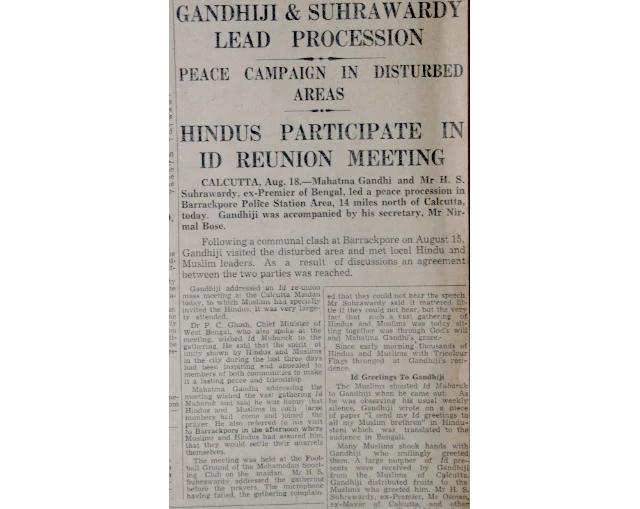 GANDHIJI & SUHRAWARDY
LEAD PROCESSION
PEACE CAMPAIGN IN DISTURBED
AREAS
HINDUS PARTICIPATE IN
ID REUNION MEETING
CALCUTTA, Aug. 18.—Mahatma Gandhi and Mr H. S.
Suhrawardy, ex-Premier of Bengal, led a peace procession in
Barrackpore Police Station Area, 14 miles north of Calcutta,
today. Gandhiji was accompanied by his secretary, Mr Nir-
mal Bose.
Following a communal clash at Barrackpore on August 15,
Gandhiji visited the disturbed area and met local Hindu and
Muslim leaders. As a result of discussions an agreement
between the two parties was reached.
Gandhiji addressed an Id re-union
mass meeting at the Calcutta Maidan
today, to which Muslims had specially
invited the Hindus. It was very large-
ly attended.
Dr P. C. Ghosh, Chief Minister of
West Bengal, who also spoke at the
meeting, wished Id Mubarak to the
gathering. He said that the spirit of
unity shown by Hindus and Muslims
in the city during the last three days
had been inspiring and appealed to
members of both communities to make
it a lasting peace and friendship.
Mahatma Gandhi addressing the
meeting wished the vast gathering Id
Mubarak and said he was happy that
Hindus and Muslims in such large
numbers had come and joined the
prayer. He also referred to his visit
to Barrackpore in the afternoon where
Muslims and Hindus had assured him
that they would settle their quarrels
themselves.
The meeting was held at the Foot-
ball Ground of the Mohamedan Sport-
ing Club on the maidan. Mr H. S.
Suhrawardy addressed the gathering
before the prayers. The microphone
having failed, the gathering complain-
ed that they could not hear the speech.
Mr Suhrawardy said it mattered lit-
tle if they could not hear, but the very
fact that such a vast gathering of
Hindus and Muslims was today sit-
ting together was through God's will
and Mahatma Gandhi's grace.
Since early morning thousands of
Hindus and Muslims with Tricolour
Flags thronged at Gandhiji's resi-
dence.
Id Greetings To Gandhiji
The Muslims shouted Id Mubarak
to Gandhiji when he came out. As
he was observing his usual weekly
silence, Gandhiji wrote on a piece
of paper "I send my Id greetings to
all my Muslim brethren" in Hindu-
stani which was translated to the
audience in Bengali.
Many Muslims shook hands with
Gandhiji who smilingly greeted
them. A large number of Id pre-
sents were received by Gandhiji
from the Muslims of Calcutta.
Gandhiji distributed fruits to the
Muslims who greeted him. Mr H. S.
Suhrawardy, ex-Premier, Mr Osman,
ex-Mayor of Calcutta, and other